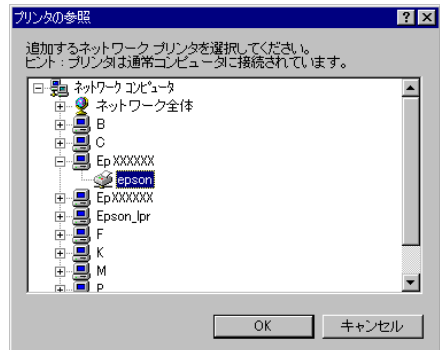 プリンタの参照
追加するネットワーク プリンタを選択してください。
ヒント : プリンタは通常コンピュータに接続されています。
ネットワーク コンピュータ
ネットワーク全体
B
C
Ep XXXXXX
epson
EpXXXXXX
Epson_lpr
F
K
M
P
OK
キャンセル